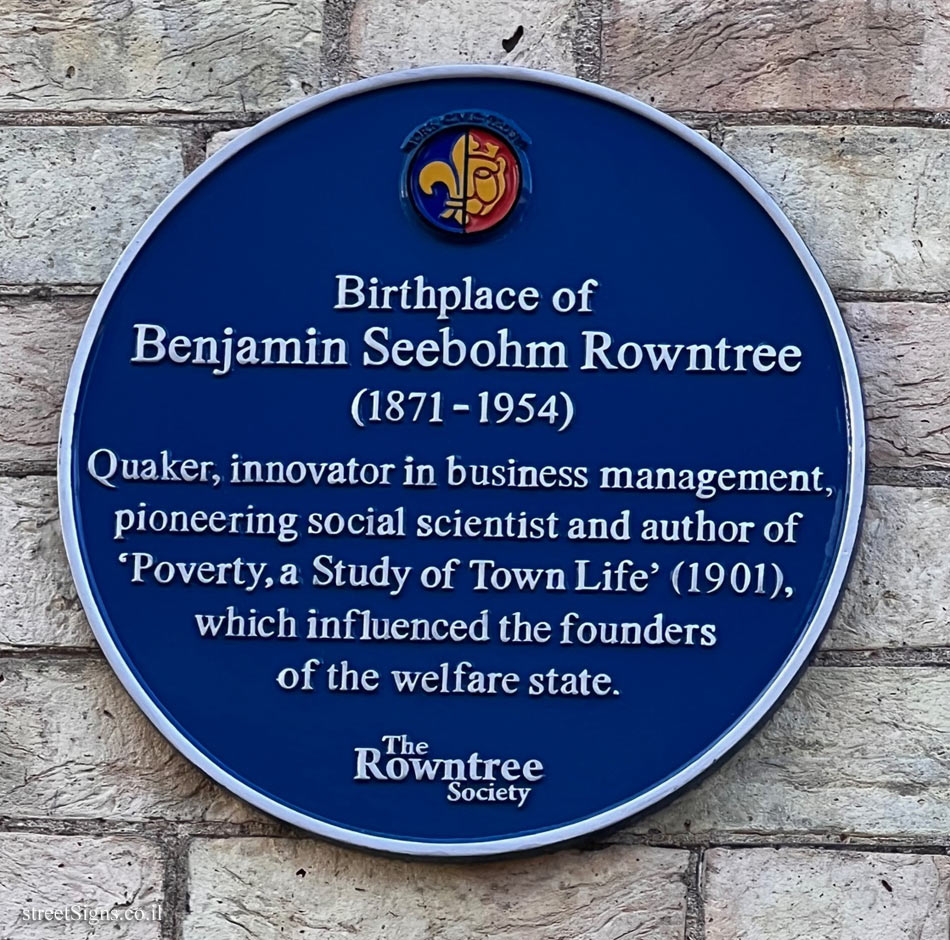 Birthplace of
Benjamin Seebohm Rowntree
(1871-1954)
Quaker, innovator in business management,
pioneering social scientist and author of
‘Poverty, a Study of Town Life’ (1901),
which influenced the founders
of the welfare state.
The
Rowntree
Society
streetSigns.co.il